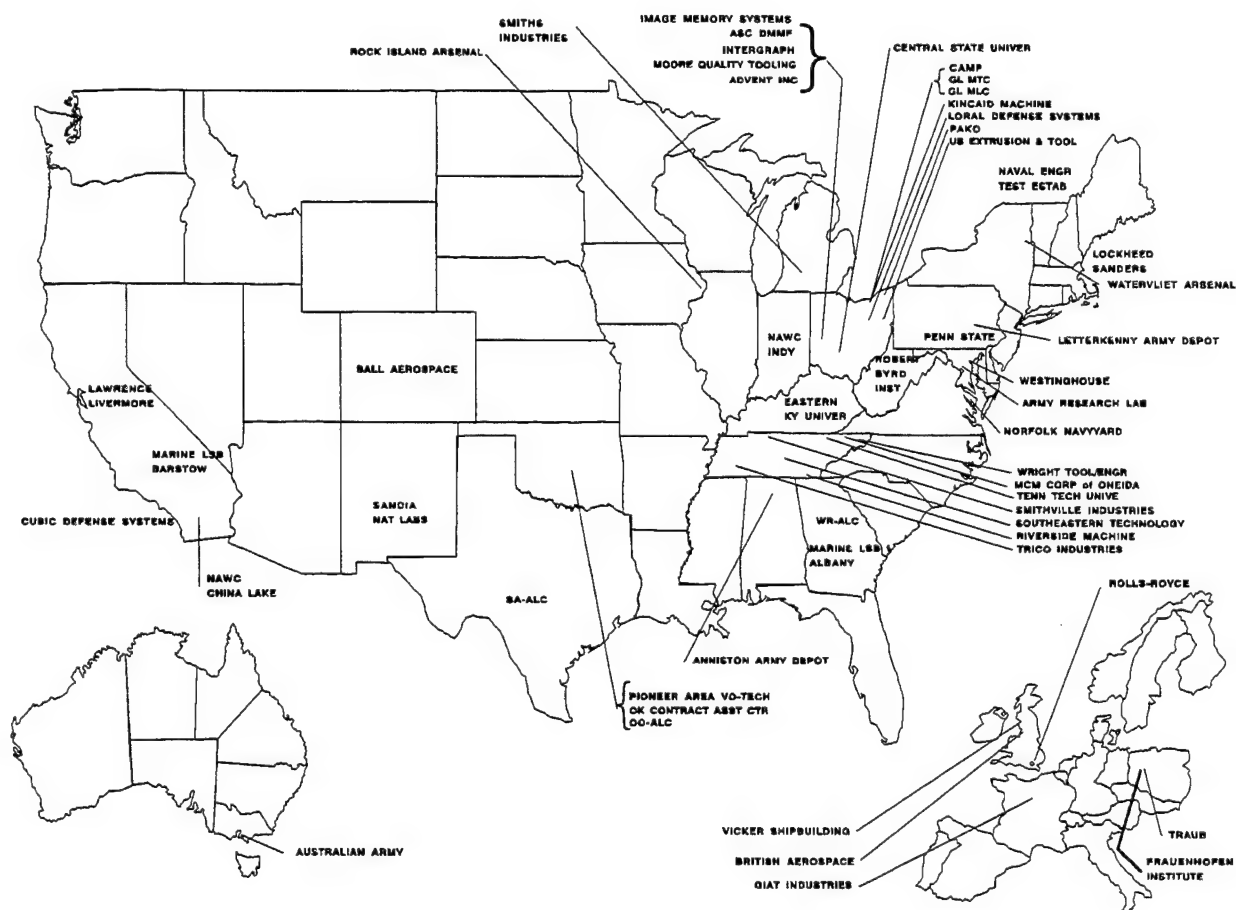 SMITHS
INDUSTRIES
ROCK ISLAND ARSENAL
IMAGE MEMORY SYSTEMS
ASC DMMF
INTERGRAPH
MOORE QUALITY TOOLING
ADVENT INC
CENTRAL STATE UNIVER
CAMP
GL MTC
GL MLC
KINCAID MACHINE
LORAL DEFENSE SYSTEMS
PAKO
US EXTRUSION & TOOL
NAVAL ENGR
TEST ESTAB
LOCKHEED
SANDERS
WATERVLIET ARSENAL
PENN STATE
LETTERKENNY ARMY DEPOT
NAWC
INDY
ROBERT
BYRD
INST
WESTINGHOUSE
ARMY RESEARCH LAB
NORFOLK NAVYYARD
EASTERN
KY UNIVER
BALL AEROSPACE
LAWRENCE
LIVERMORE
MARINE LSB
BARSTOW
CUBIC DEFENSE SYSTEMS
NAWC
CHINA LAKE
SANDIA
NAT LABS
SA-ALC
WR-ALC
MARINE LSB
ALBANY
WRIGHT TOOL/ENGR
MCM CORP of ONEIDA
TENN TECH UNIVE
SMITHVILLE INDUSTRIES
SOUTHEASTERN TECHNOLOGY
RIVERSIDE MACHINE
TRICO INDUSTRIES
ANNISTON ARMY DEPOT
PIONEER AREA VO-TECH
OK CONTRACT ASST CTR
OO-ALC
ROLLS-ROYCE
VICKER SHIPBUILDING
BRITISH AEROSPACE
GIAT INDUSTRIES
TRAUB
FRAUENHOFEN
INSTITUTE
AUSTRALIAN ARMY